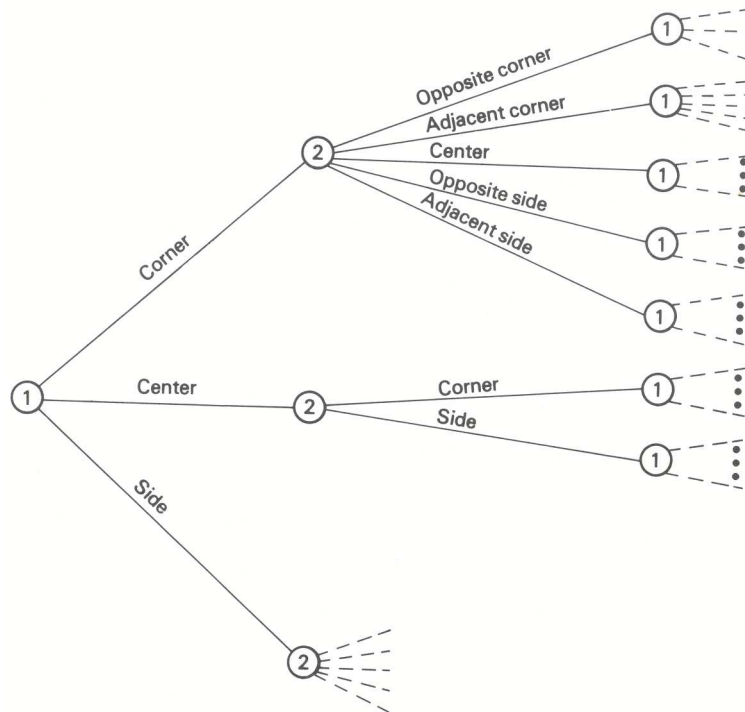 1
Opposite corner
1
Adjacent corner
2
Center
1
Opposite side
Adjacent side
1
Corner
1
1
Center
2
Corner
1
Side
1
Side
2